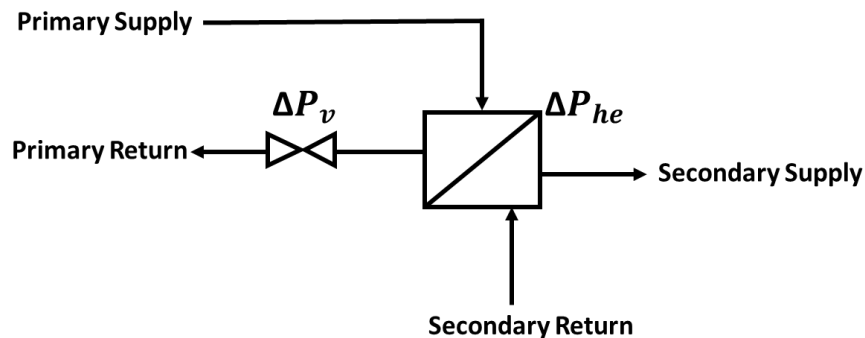 Primary Supply
ΔP_v
ΔP_he
Primary Return
Secondary Supply
Secondary Return